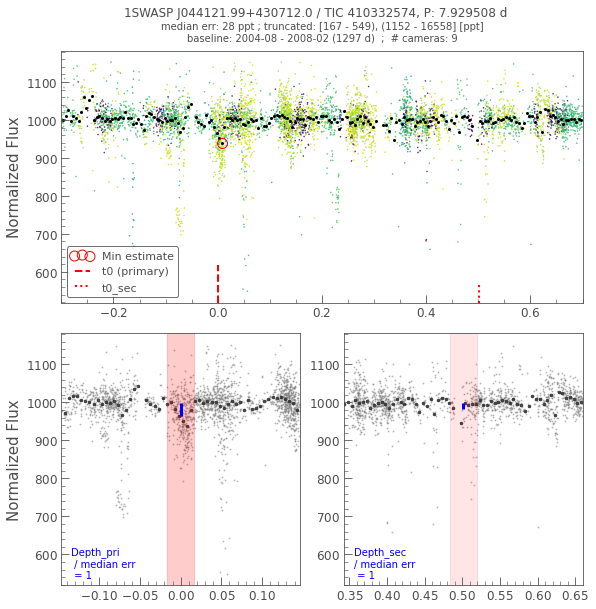 1SWASP J044121.99+430712.0 / TIC 410332574, P: 7.929508 d
median err: 28 ppt ; truncated: [167 - 549), (1152 - 16558] [ppt]
baseline: 2004-08 - 2008-02 (1297 d)  ;  # cameras: 9
Normalized Flux
1100
1000
900
800
700
600
Min estimate
t0 (primary)
t0_sec
−0.2 0.0 0.2 0.4 0.6
Normalized Flux
1100
1000
900
800
700
600
Depth_pri
/ median err
= 1
−0.10 −0.05 0.00 0.05 0.10
1100
1000
900
800
700
600
Depth_sec
/ median err
= 1
0.35 0.40 0.45 0.50 0.55 0.60 0.65